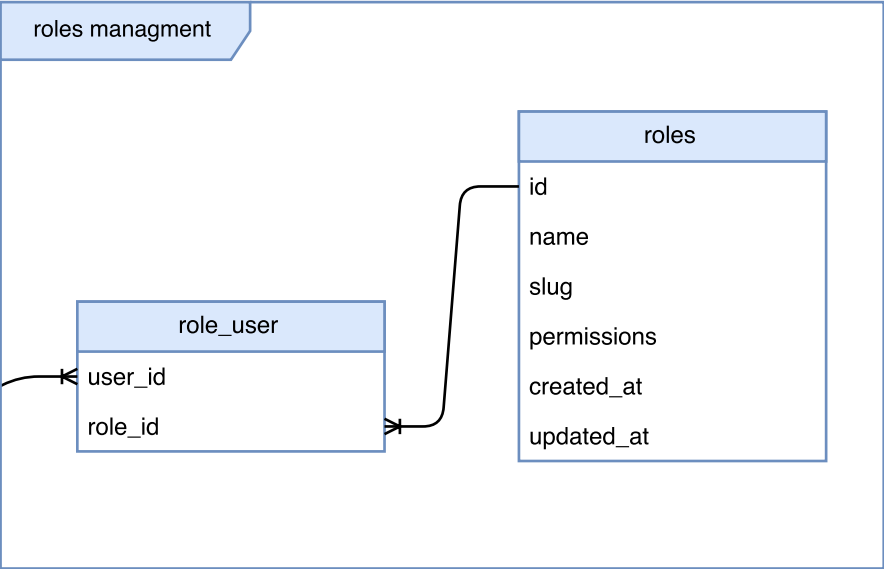 roles managment
roles
id
name
slug
permissions
created_at
updated_at
role_user
user_id
role_id